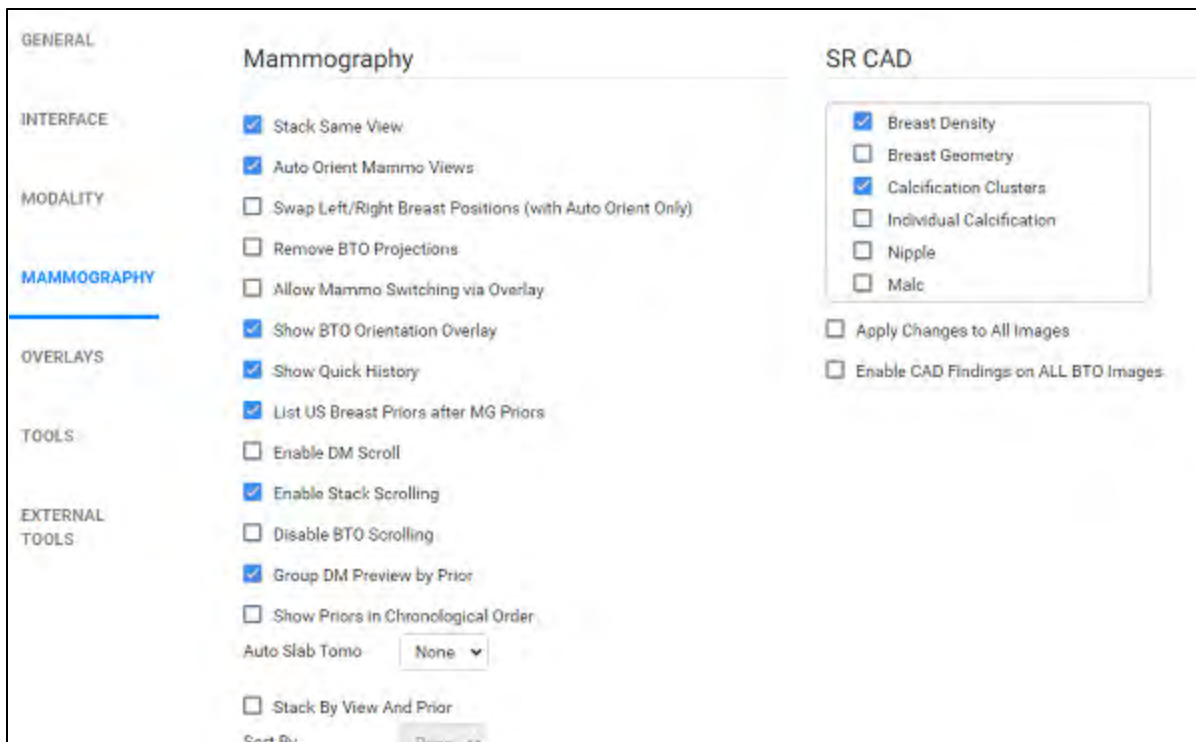 GENERAL
INTERFACE
MODALITY
MAMMOGRAPHY
OVERLAYS
TOOLS
EXTERNAL
TOOLS
Mammography
Stack Same View
Auto Orient Mammo Views
Swap Left/Right Breast Positions (with Auto Orient Only)
Remove BTO Projections
Allow Mammo Switching via Overlay
Show BTO Orientation Overlay
Show Quick History
List US Breast Priors after MG Priors
Enable DM Scroll
Enable Stack Scrolling
Disable BTO Scrolling
Group DM Preview by Prior
Show Priors in Chronological Order
Auto Slab Tomo None
Stack By View And Prior
Sort By
SR CAD
Breast Density
Breast Geometry
Calcification Clusters
Individual Calcification
Nipple
Malc
Apply Changes to All Images
Enable CAD Findings on ALL BTO Images